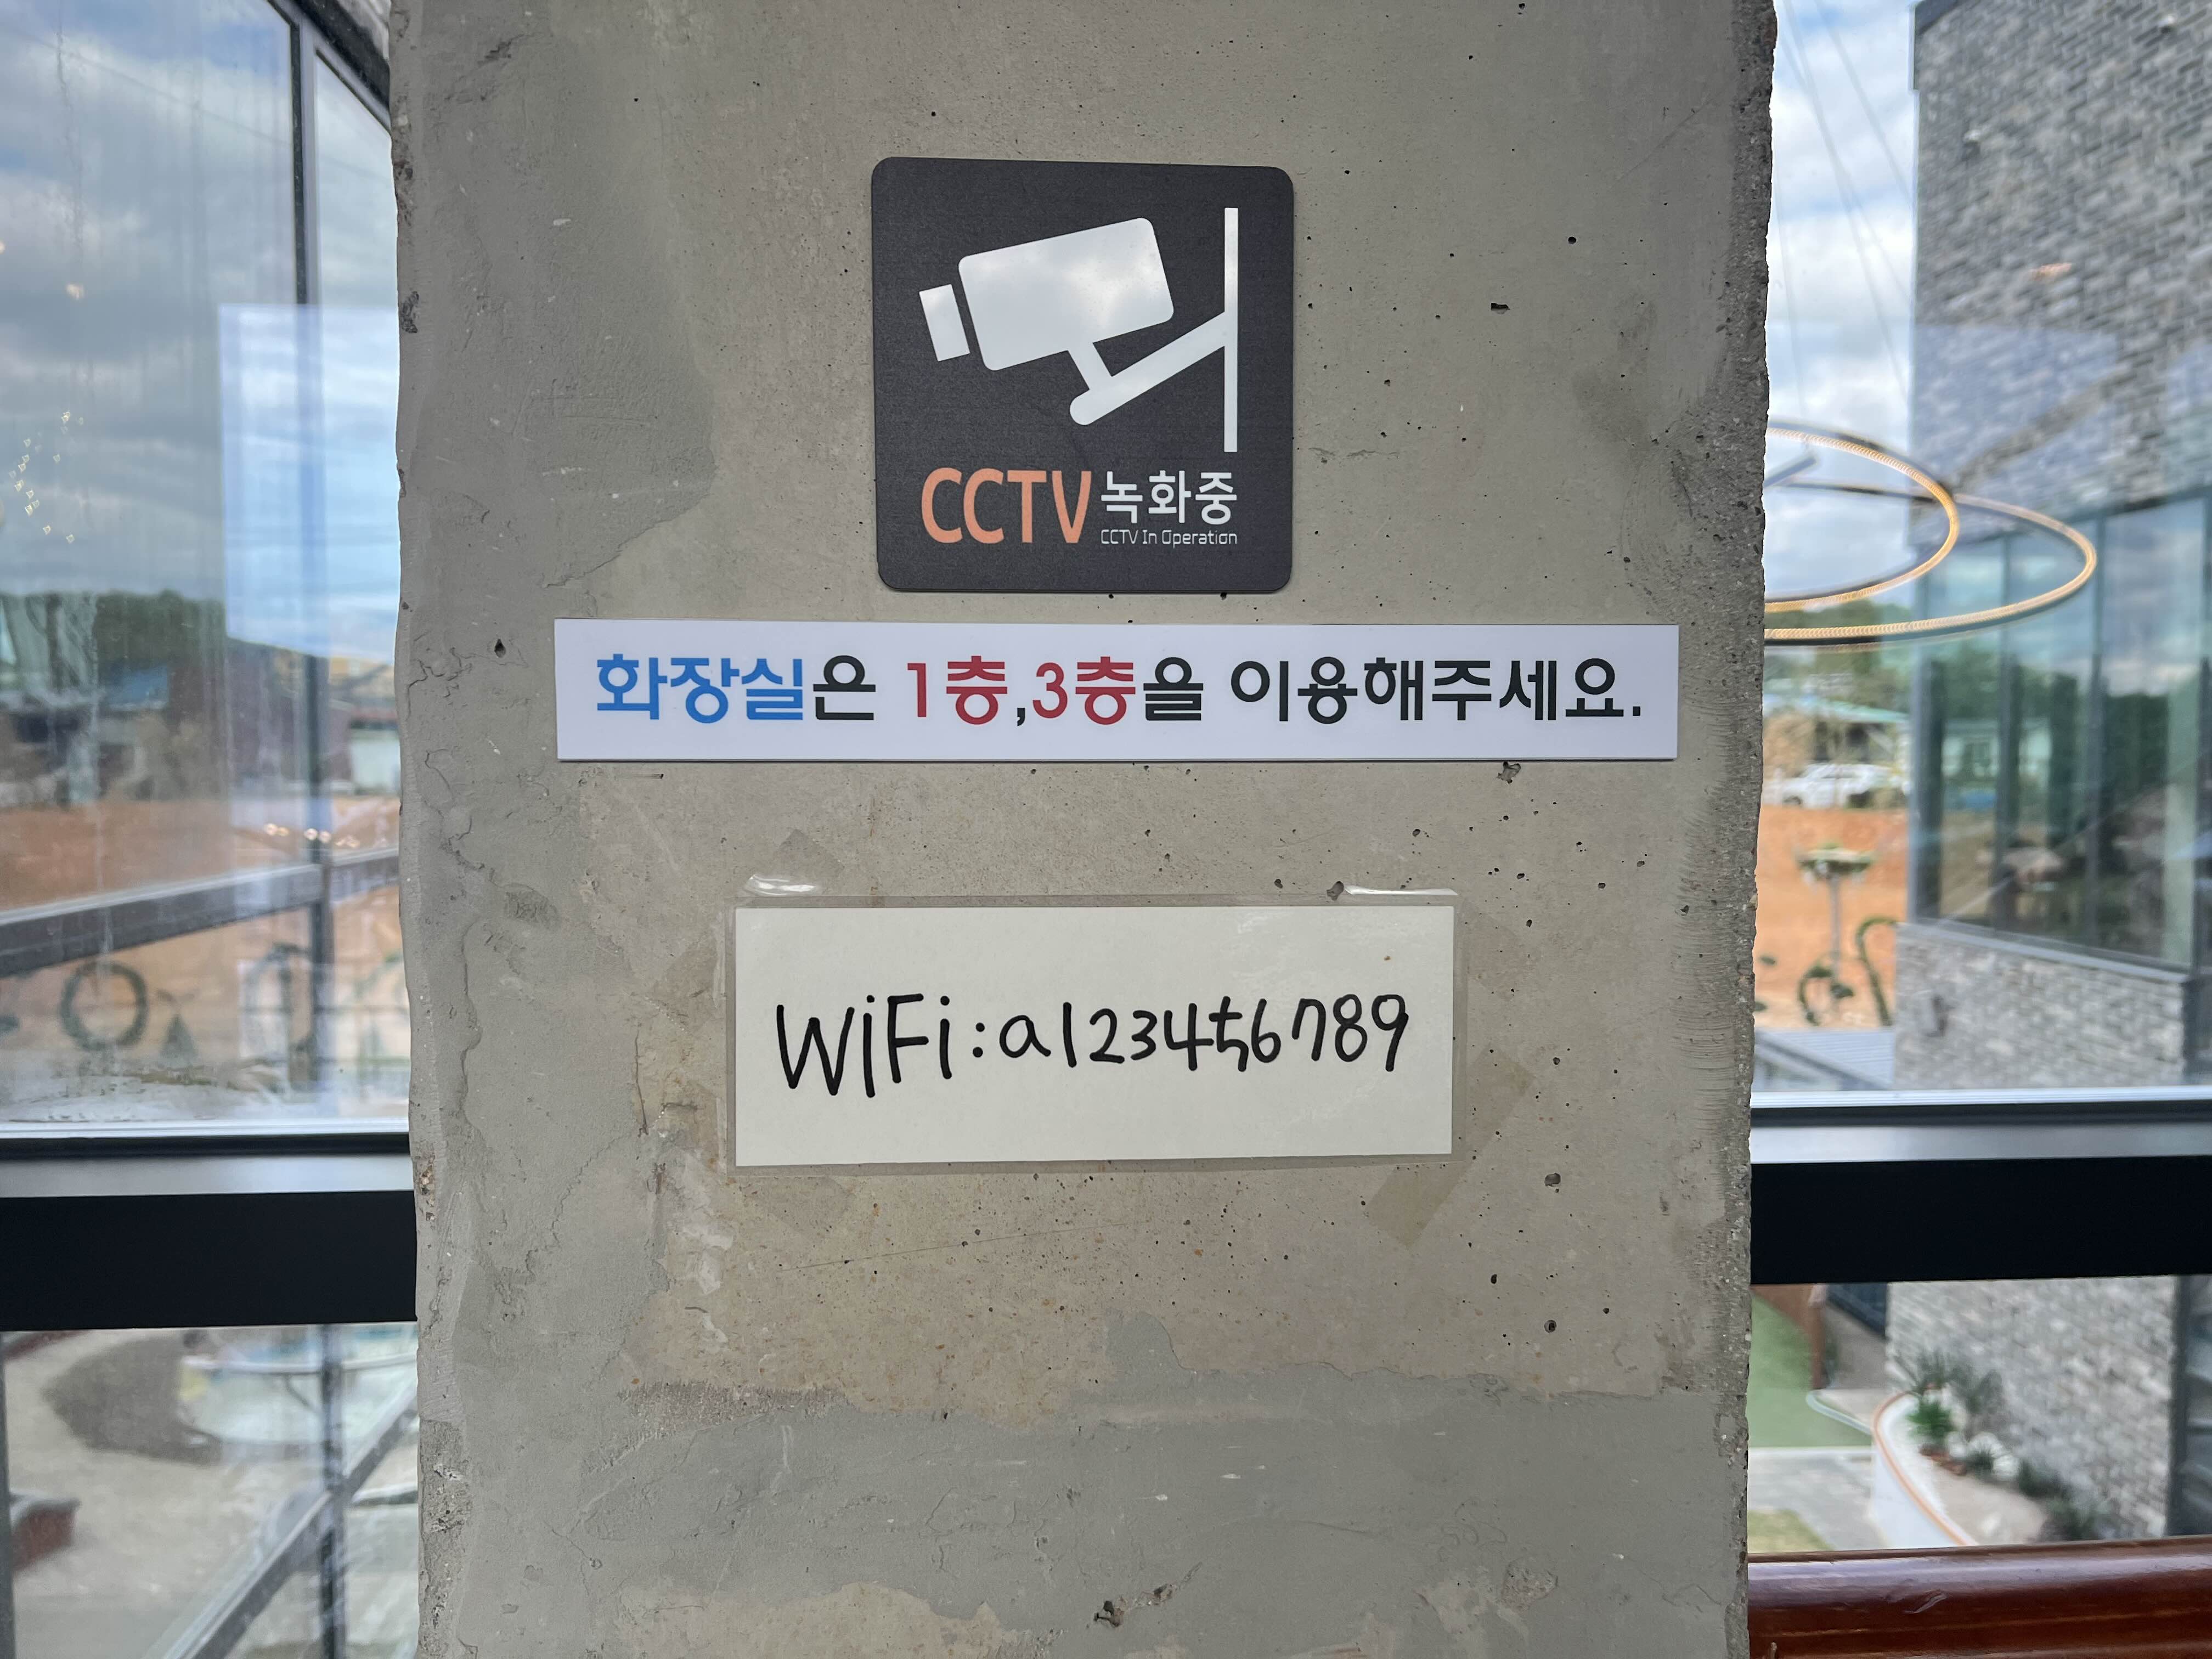 CCTV 녹화중
CCTV In Operation
화장실은 1층,3층을 이용해주세요.
WiFi:a123456789